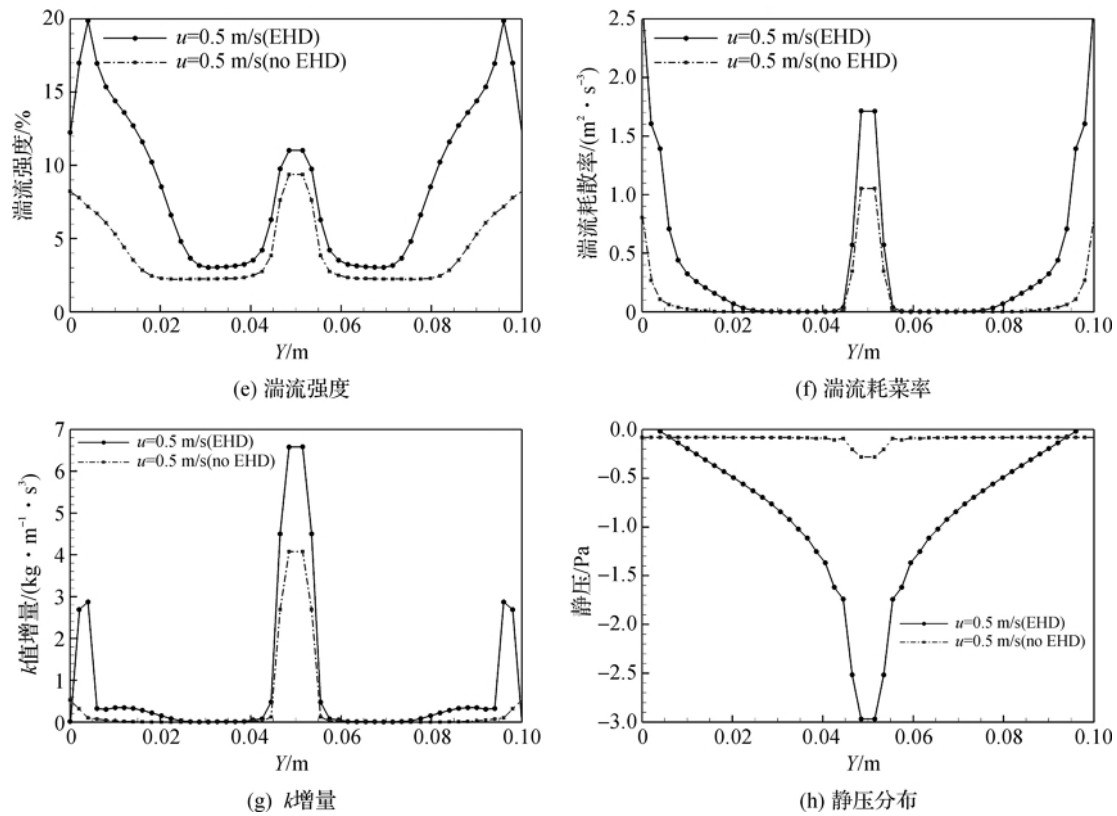 湍流强度/%
20
15
10
5
0
u=0.5 m/s(EHD)
u=0.5 m/s(no EHD)
0 0.02 0.04 0.06 0.08 0.10
Y/m
(e) 湍流强度
湍流耗散率/(m²·s⁻³)
2.5
2.0
1.5
1.0
0.5
0
u=0.5 m/s(EHD)
u=0.5 m/s(no EHD)
0 0.02 0.04 0.06 0.08 0.10
Y/m
(f) 湍流耗菜率
k值增量/(kg·m⁻¹·s³)
7
6
5
4
3
2
1
0
u=0.5 m/s(EHD)
u=0.5 m/s(no EHD)
0 0.02 0.04 0.06 0.08 0.10
Y/m
(g) k增量
静压/Pa
0.0
−0.5
−1.0
−1.5
−2.0
−2.5
−3.0
u=0.5 m/s(EHD)
u=0.5 m/s(no EHD)
0 0.02 0.04 0.06 0.08 0.10
Y/m
(h) 静压分布